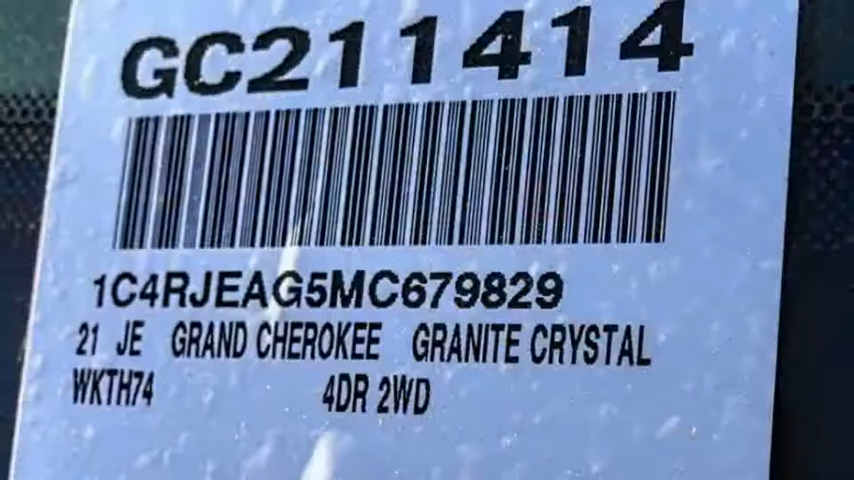 GC211414
1C4RJEAG5MC679829
21 JE GRAND CHEROKEE GRANITE CRYSTAL
WKTH74 4DR 2WD